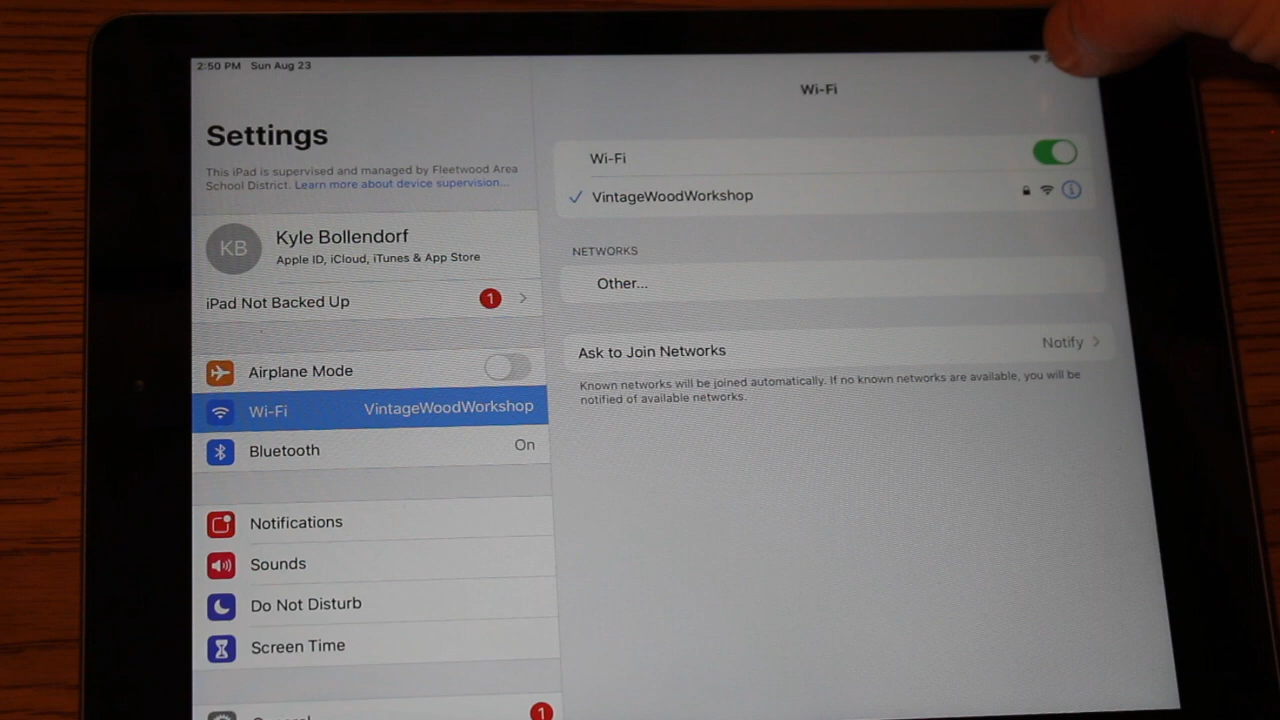 2:50 PM Sun Aug 23
Settings
This iPad is supervised and managed by Fleetwood Area
School District. Learn more about device supervision...
KB
Kyle Bollendorf
Apple ID, iCloud, iTunes & App Store
iPad Not Backed Up 1
Airplane Mode
Wi-Fi VintageWoodWorkshop
Bluetooth On
Notifications
Sounds
Do Not Disturb
Screen Time
General 1
Wi-Fi
Wi-Fi
VintageWoodWorkshop
NETWORKS
Other...
Ask to Join Networks Notify
Known networks will be joined automatically. If no known networks are available, you will be
notified of available networks.